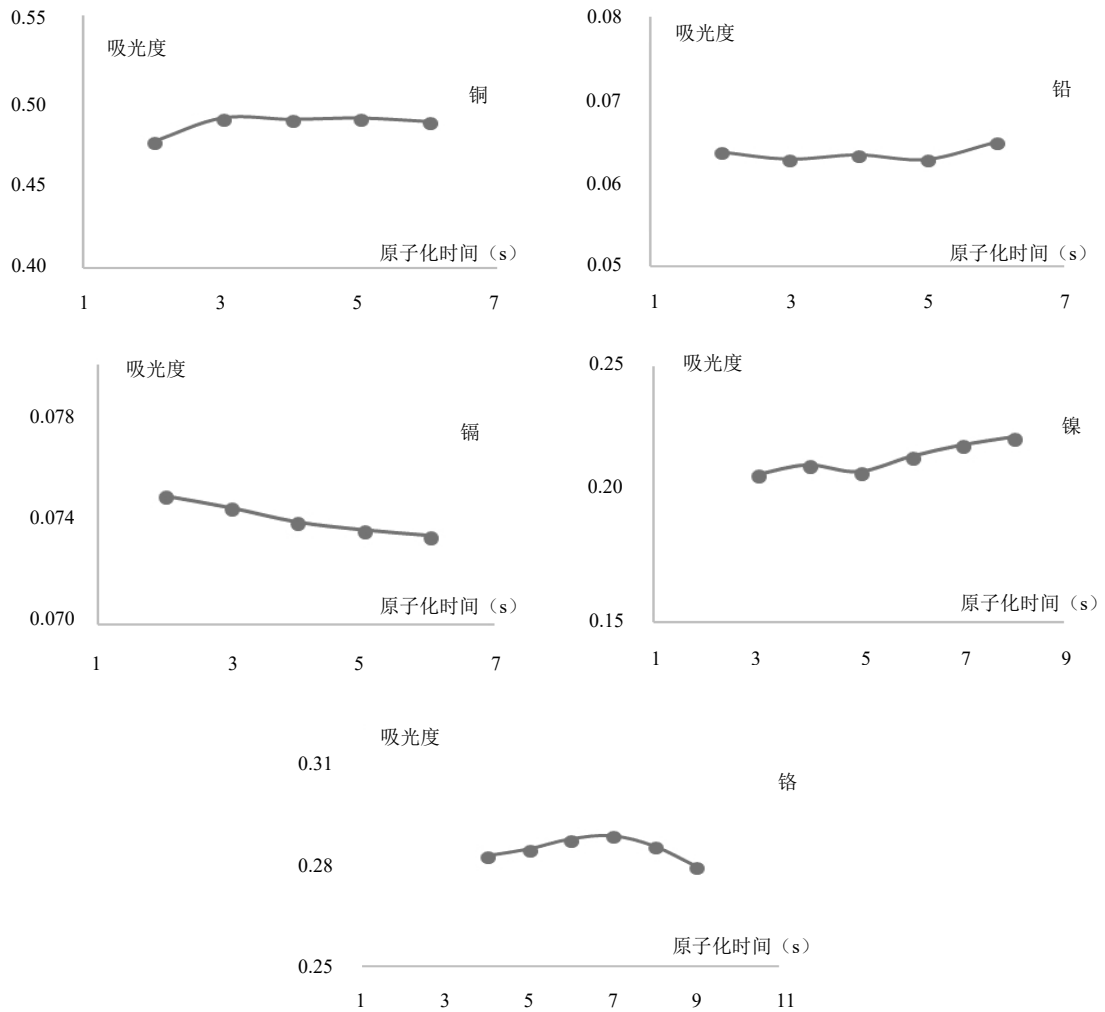 0.55
吸光度
铜
0.50
0.45
原子化时间（s）
0.40
1 3 5 7
0.08
吸光度
铅
0.07
0.06
原子化时间（s）
0.05
1 3 5 7
吸光度
0.078
镉
0.074
原子化时间（s）
0.070
1 3 5 7
0.25
吸光度
镍
0.20
原子化时间（s）
0.15
1 3 5 7 9
吸光度
0.31
铬
0.28
原子化时间（s）
0.25
1 3 5 7 9 11